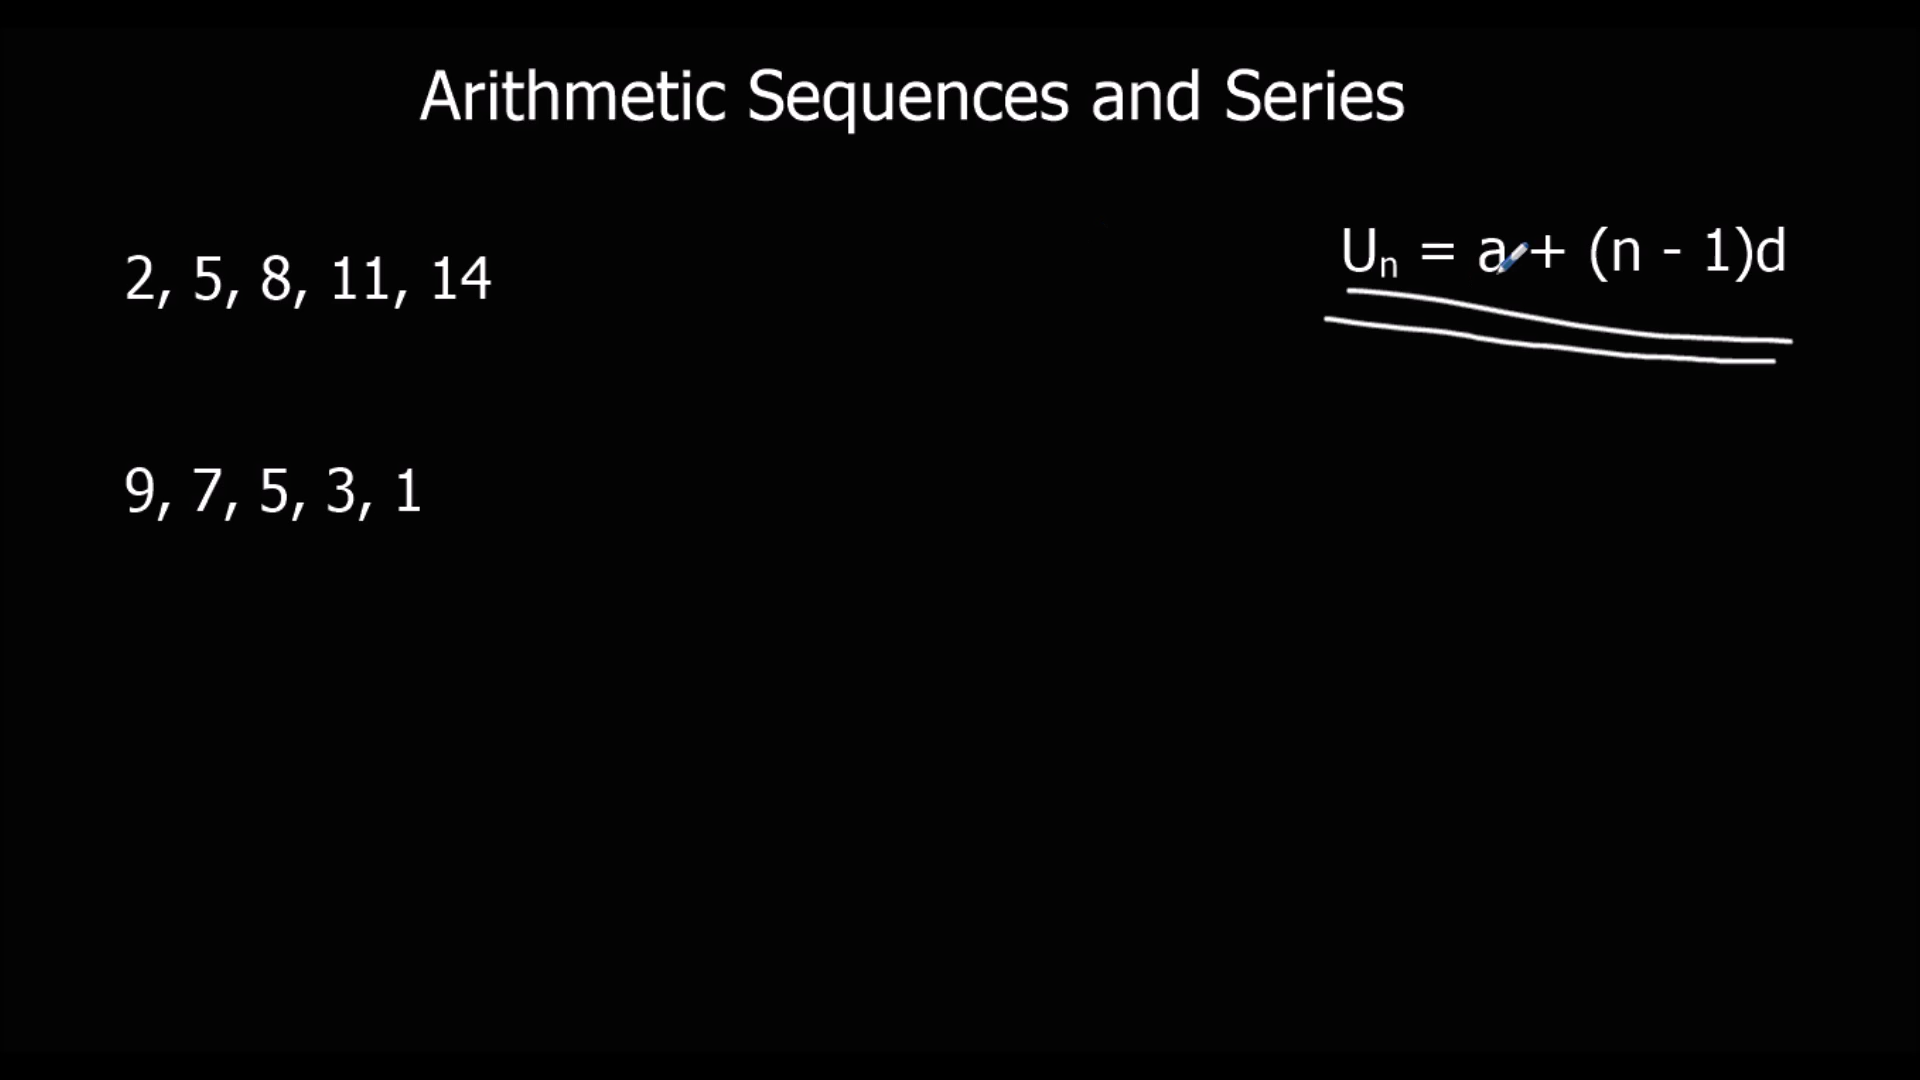 Arithmetic Sequences and Series
2, 5, 8, 11, 14
Uₙ = a + (n - 1)d
9, 7, 5, 3, 1